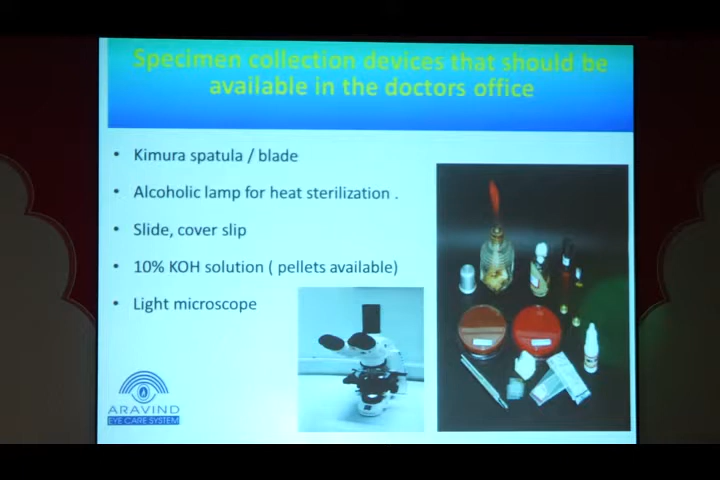 Specimen collection devices that should be
available in the doctors office
• Kimura spatula / blade
• Alcoholic lamp for heat sterilization .
• Slide, cover slip
• 10% KOH solution ( pellets available)
• Light microscope
ARAVIND
EYE CARE SYSTEM